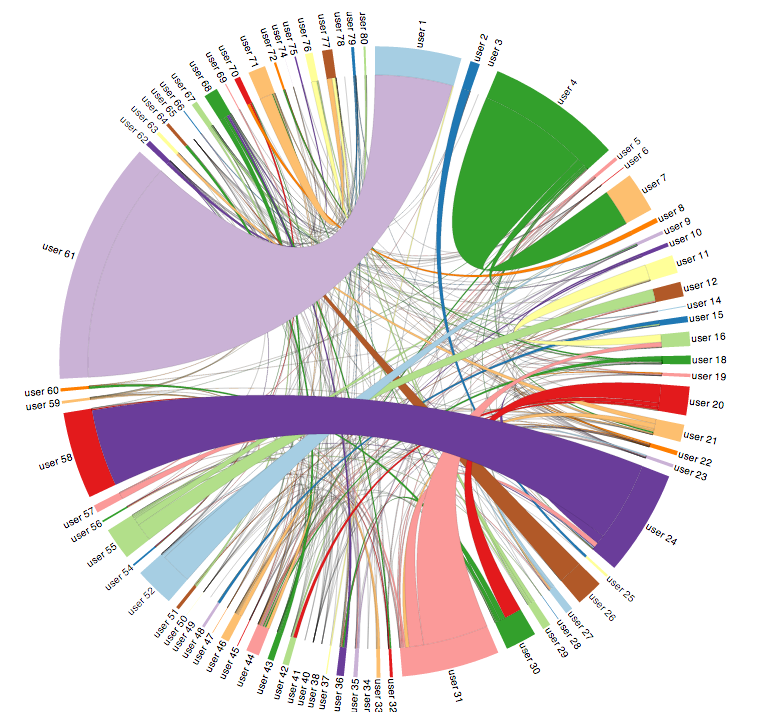 user 1
user 2
user 3
user 4
user 5
user 6
user 7
user 8
user 9
user 10
user 11
user 12
user 14
user 15
user 16
user 18
user 19
user 20
user 21
user 22
user 23
user 24
user 25
user 26
user 27
user 28
user 29
user 30
user 31
user 32
user 33
user 34
user 35
user 36
user 37
user 38
user 40
user 41
user 42
user 43
user 44
user 45
user 46
user 47
user 48
user 49
user 50
user 51
user 52
user 54
user 55
user 56
user 57
user 58
user 59
user 60
user 61
user 62
user 63
user 64
user 65
user 66
user 67
user 68
user 69
user 70
user 71
user 72
user 74
user 75
user 76
user 77
user 78
user 79
user 80